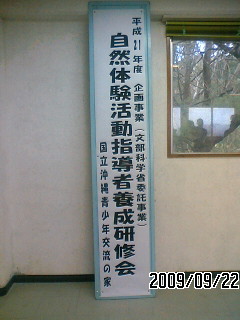 平成21年度 企画事業(文部科学省委託事業)
自然体験活動指導者養成研修会
国立沖縄青少年交流の家
2009/09/22